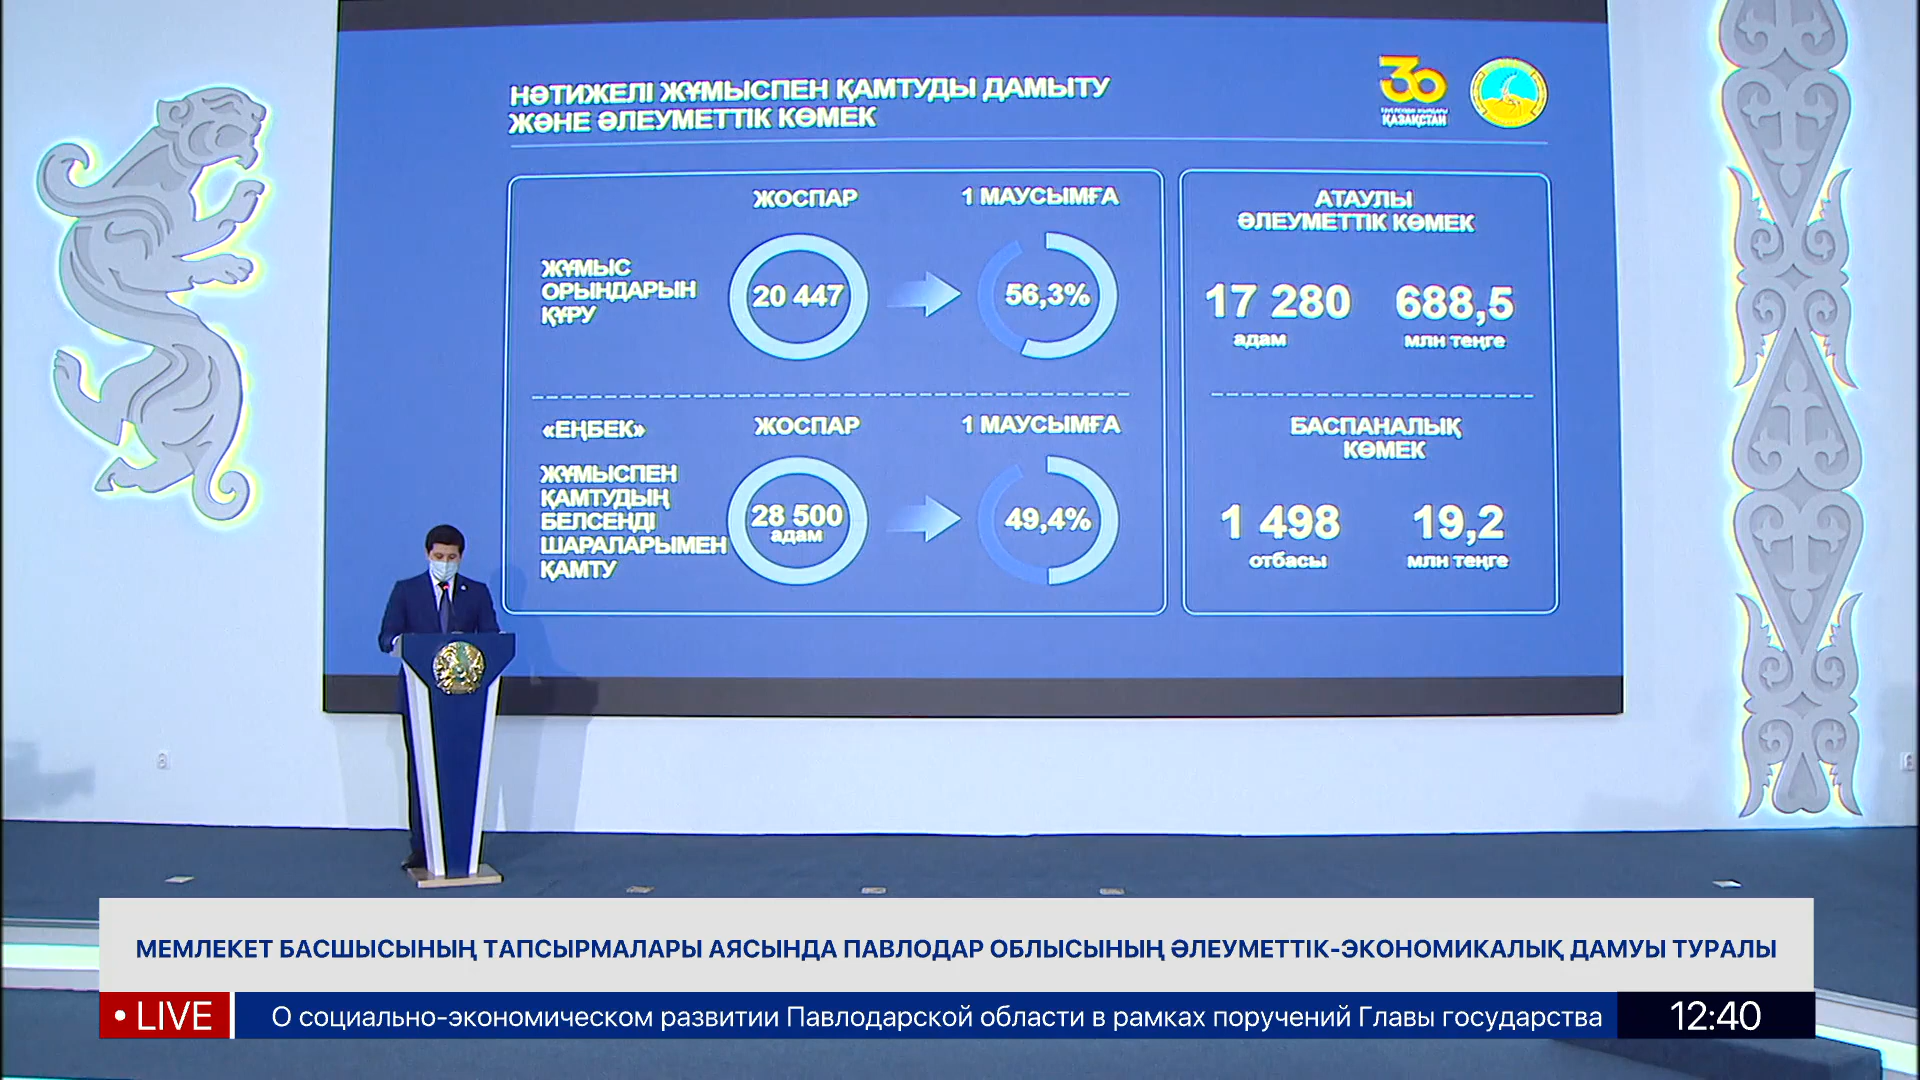 НӘТИЖЕЛІ ЖҰМЫСПЕН ҚАМТУДЫ ДАМЫТУ
ЖӘНЕ ӘЛЕУМЕТТІК КӨМЕК
30
ҚАЗАҚСТАН
ЖОСПАР
1 МАУСЫМҒА
ЖҰМЫС
ОРЫНДАРЫН
ҚҰРУ
20 447
56,3%
«ЕҢБЕК»
ЖОСПАР
1 МАУСЫМҒА
ЖҰМЫСПЕН
ҚАМТУДЫҢ
БЕЛСЕНДІ
ШАРАЛАРЫМЕН
ҚАМТУ
28 500
адам
49,4%
АТАУЛЫ
ӘЛЕУМЕТТІК КӨМЕК
17 280
адам
688,5
млн теңге
БАСПАНАЛЫҚ
КӨМЕК
1 498
отбасы
19,2
млн теңге
МЕМЛЕКЕТ БАСШЫСЫНЫҢ ТАПСЫРМАЛАРЫ АЯСЫНДА ПАВЛОДАР ОБЛЫСЫНЫҢ ӘЛЕУМЕТТІК-ЭКОНОМИКАЛЫҚ ДАМУЫ ТУРАЛЫ
• LIVE
О социально-экономическом развитии Павлодарской области в рамках поручений Главы государства
12:40